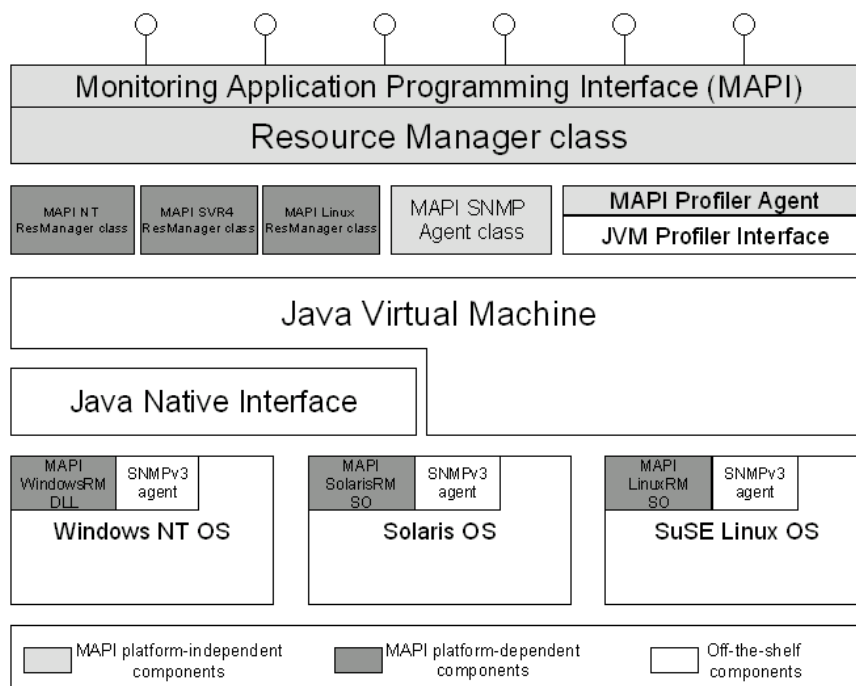 Monitoring Application Programming Interface (MAPI)
Resource Manager class
MAPI NT
ResManager class
MAPI SVR4
ResManager class
MAPI Linux
ResManager class
MAPI SNMP
Agent class
MAPI Profiler Agent
JVM Profiler Interface
Java Virtual Machine
Java Native Interface
MAPI
WindowsRM
DLL
SNMPv3
agent
Windows NT OS
MAPI
SolarisRM
SO
SNMPv3
agent
Solaris OS
MAPI
LinuxRM
SO
SNMPv3
agent
SuSE Linux OS
MAPI platform-independent
components
MAPI platform-dependent
components
Off-the-shelf
components